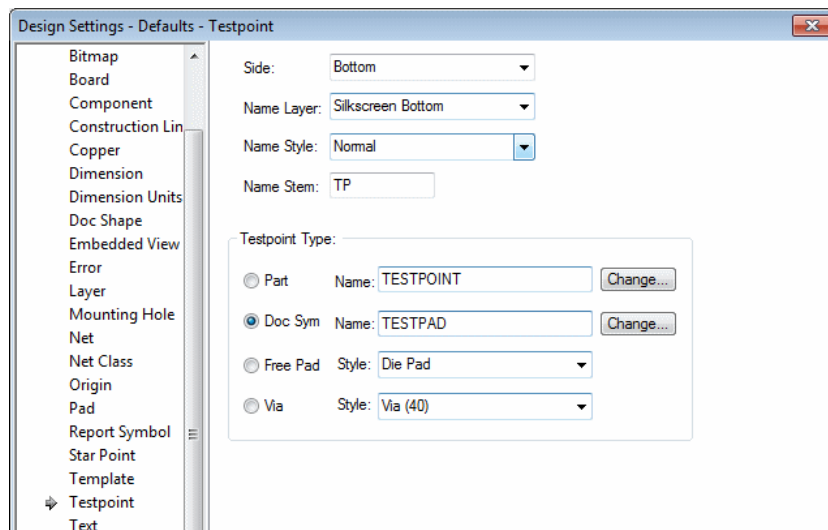 Design Settings - Defaults - Testpoint
Bitmap
Board
Component
Construction Lin
Copper
Dimension
Dimension Units
Doc Shape
Embedded View
Error
Layer
Mounting Hole
Net
Net Class
Origin
Pad
Report Symbol
Star Point
Template
Testpoint
Text
Side: Bottom
Name Layer: Silkscreen Bottom
Name Style: Normal
Name Stem: TP
Testpoint Type:
Part Name: TESTPOINT Change...
Doc Sym Name: TESTPAD Change...
Free Pad Style: Die Pad
Via Style: Via (40)